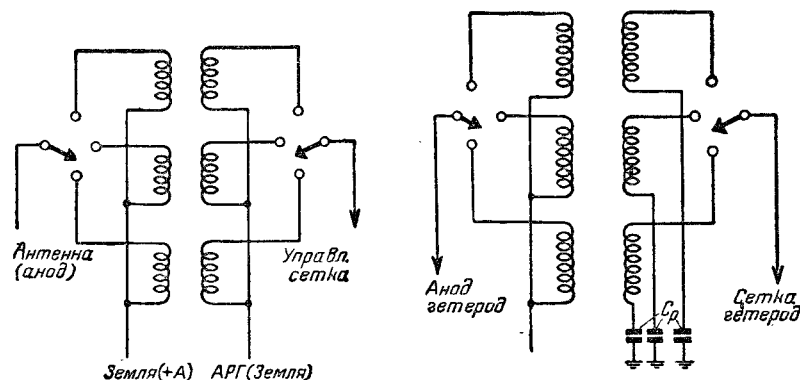 Антенна
(анод)
Управл.
сетка
Земля(+А)
АРГ(Земля)
Анод
гетерод
Ср
Сетка
гетерод